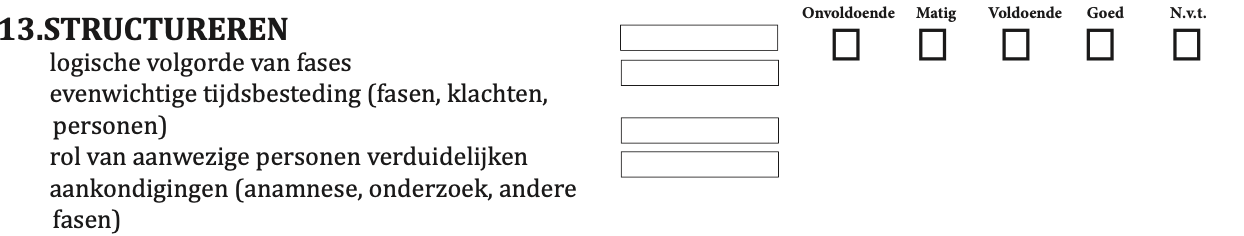 Onvoldoende Matig Voldoende Goed N.v.t.
13.STRUCTUREREN
logische volgorde van fases
evenwichtige tijdsbesteding (fasen, klachten,
personen)
rol van aanwezige personen verduidelijken
aankondigingen (anamnese, onderzoek, andere
fasen)